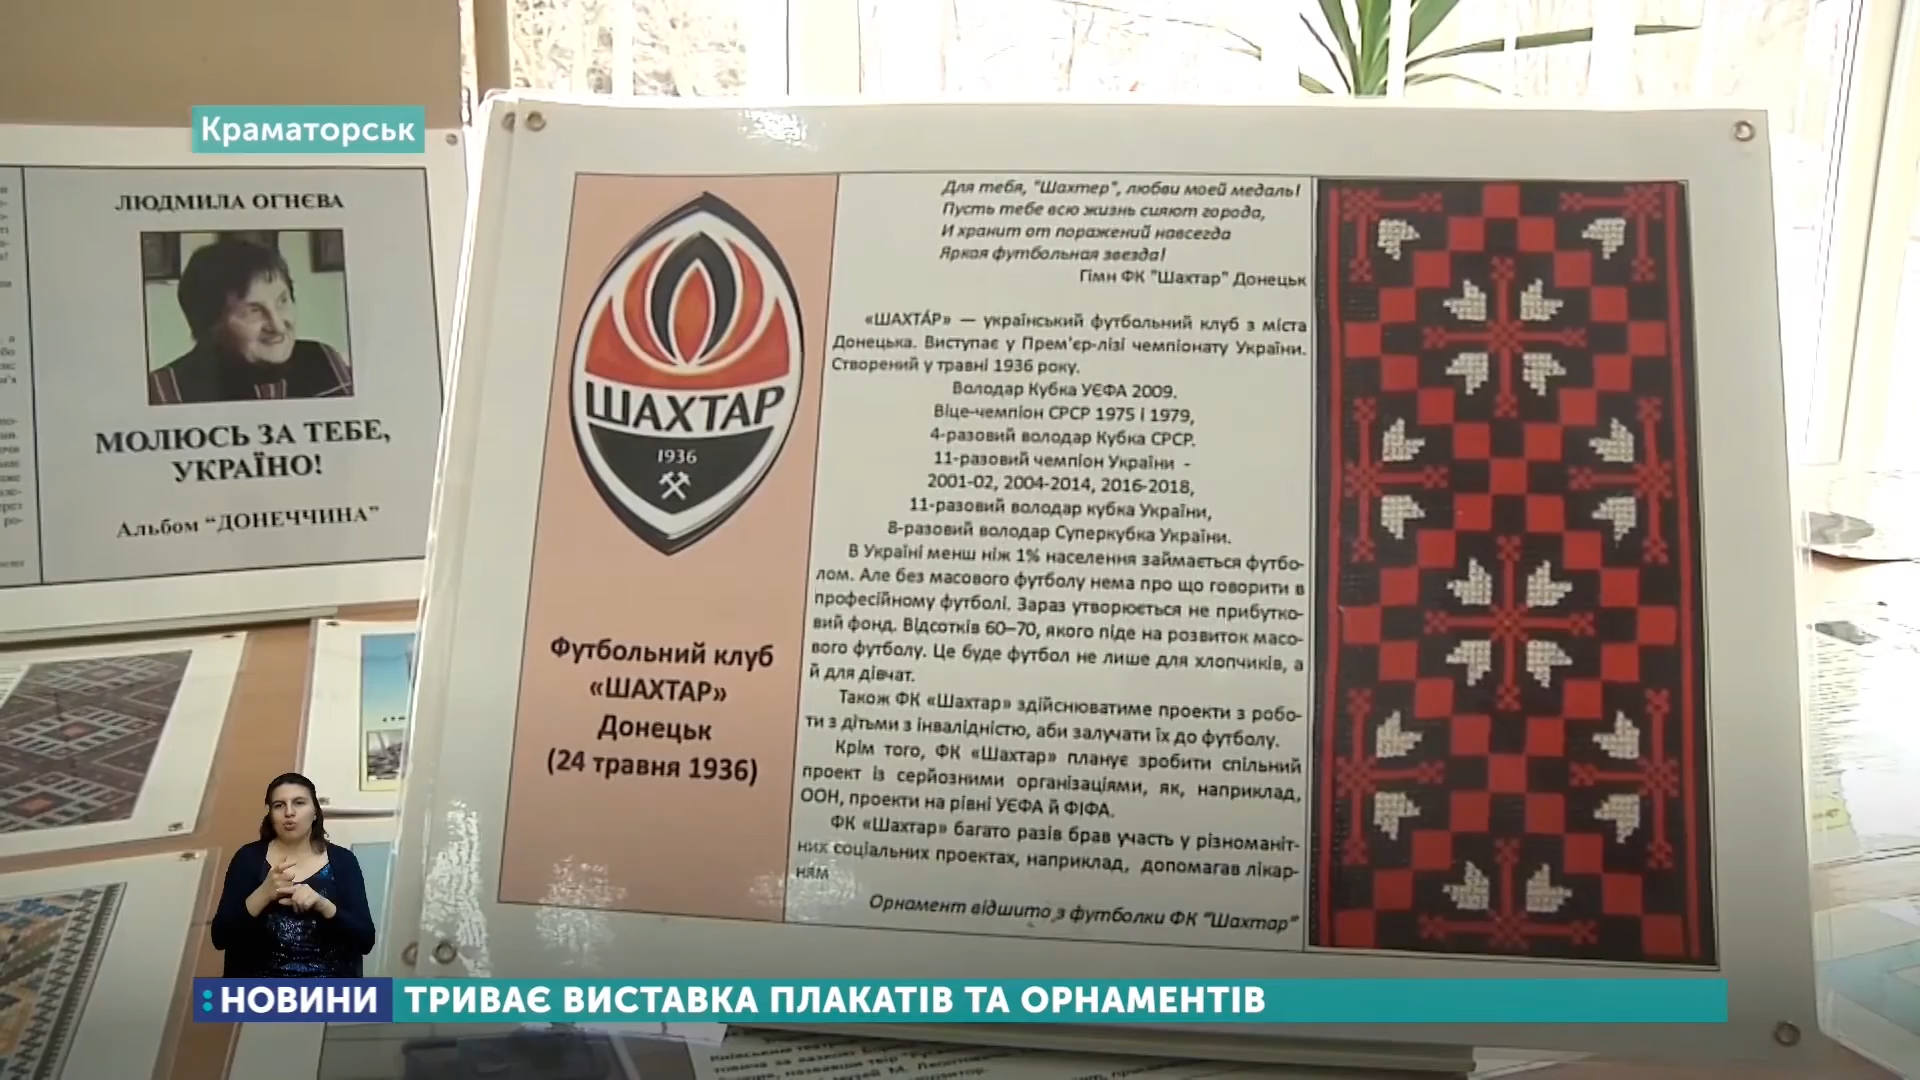 Краматорськ
ЛЮДМИЛА ОГНЄВА
МОЛЮСЬ ЗА ТЕБЕ,
УКРАЇНО!
Альбом “ДОНЕЧЧИНА”
ШАХТАР
1936
Футбольний клуб
«ШАХТАР»
Донецьк
(24 травня 1936)
Для тебя, "Шахтер", любви моей медаль!
Пусть тебе всю жизнь сияют города,
И хранит от поражений навсегда
Яркая футбольная звезда!
Гімн ФК "Шахтар" Донецьк
«ШАХТА́Р» — український футбольний клуб з міста
Донецька. Виступає у Прем’єр-лізі чемпіонату України.
Створений у травні 1936 року.
Володар Кубка УЄФА 2009.
Віце-чемпіон СРСР 1975 і 1979,
4-разовий володар Кубка СРСР.
11-разовий чемпіон України -
2001-02, 2004-2014, 2016-2018,
11-разовий володар кубка України,
8-разовий володар Суперкубка України.
В Україні менш ніж 1% населення займається футбо-
лом. Але без масового футболу нема про що говорити в
професійному футболі. Зараз утворюється не прибутко-
вий фонд. Відсотків 60–70, якого піде на розвиток масо-
вого футболу. Це буде футбол не лише для хлопчиків, а
й для дівчат.
Також ФК «Шахтар» здійснюватиме проекти з робо-
ти з дітьми з інвалідністю, аби залучати їх до футболу.
Крім того, ФК «Шахтар» планує зробити спільний
проект із серйозними організаціями, як, наприклад,
ООН, проекти на рівні УЄФА й ФІФА.
ФК «Шахтар» багато разів брав участь у різноманіт-
них соціальних проектах, наприклад, допомагав лікар-
ням
Орнамент відшито з футболки ФК “Шахтар”
:НОВИНИ
ТРИВАЄ ВИСТАВКА ПЛАКАТІВ ТА ОРНАМЕНТІВ